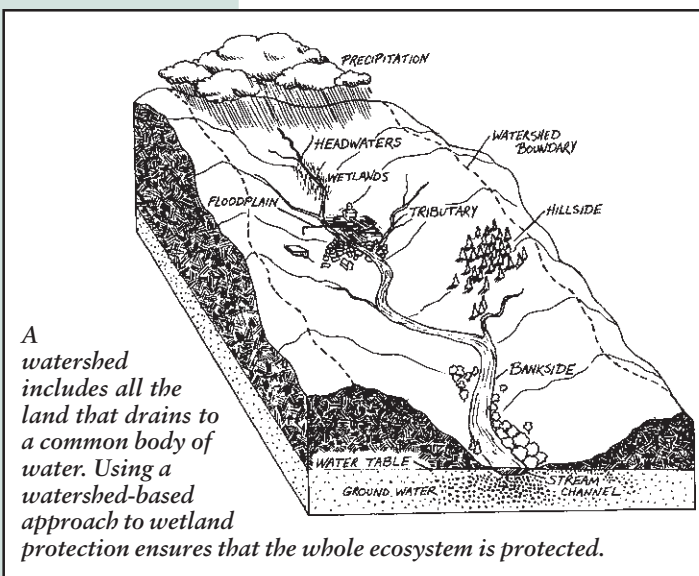 PRECIPITATION
HEADWATERS
WATERSHED
BOUNDARY
WETLANDS
FLOODPLAIN
TRIBUTARY
HILLSIDE
BANKSIDE
WATER TABLE
GROUND WATER
STREAM
CHANNEL
A
watershed
includes all the
land that drains to
a common body of
water. Using a
watershed-based
approach to wetland
protection ensures that the whole ecosystem is protected.